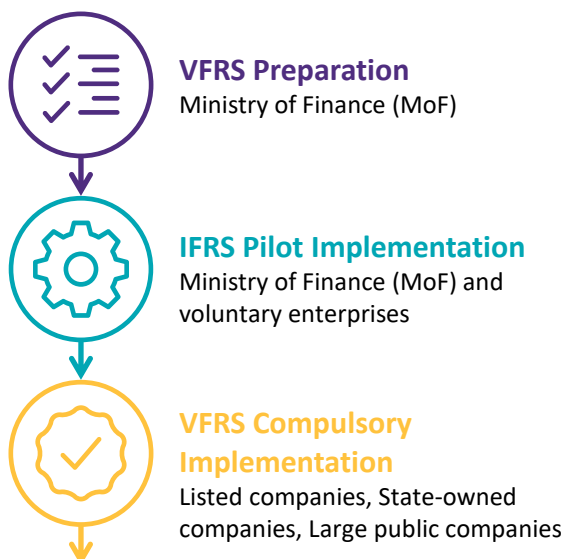 VFRS Preparation
Ministry of Finance (MoF)
IFRS Pilot Implementation
Ministry of Finance (MoF) and
voluntary enterprises
VFRS Compulsory
Implementation
Listed companies, State-owned
companies, Large public companies